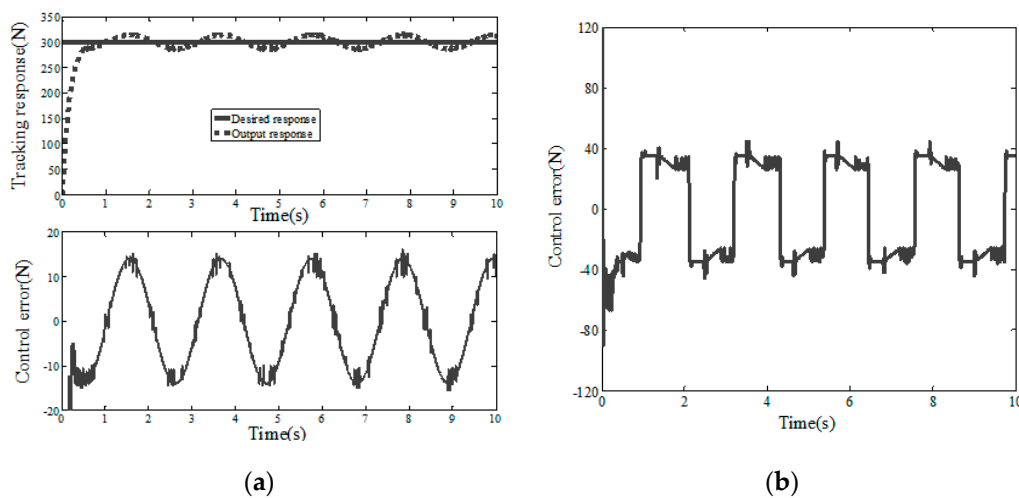 Tracking response(N)
350
300
250
200
150
100
50
0
Desired response
Output response
0 1 2 3 4 5 6 7 8 9 10
Time(s)
Control error(N)
20
10
0
-10
-20
0 1 2 3 4 5 6 7 8 9 10
Time(s)
(a)
Control error(N)
120
80
40
0
-40
-80
-120
0 2 4 6 8 10
Time(s)
(b)